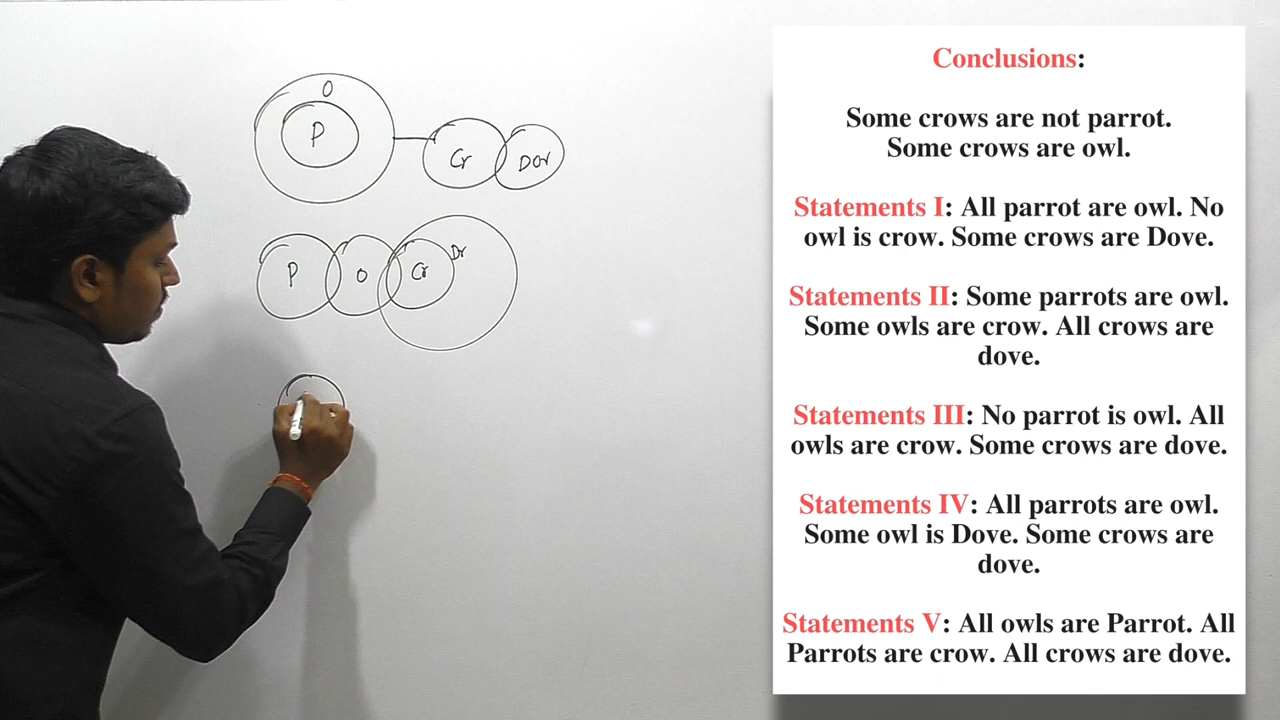 O
P
Cr
Dov
P
O
Cr
Dr
Conclusions:
Some crows are not parrot.
Some crows are owl.
Statements I: All parrot are owl. No
owl is crow. Some crows are Dove.
Statements II: Some parrots are owl.
Some owls are crow. All crows are
dove.
Statements III: No parrot is owl. All
owls are crow. Some crows are dove.
Statements IV: All parrots are owl.
Some owl is Dove. Some crows are
dove.
Statements V: All owls are Parrot. All
Parrots are crow. All crows are dove.